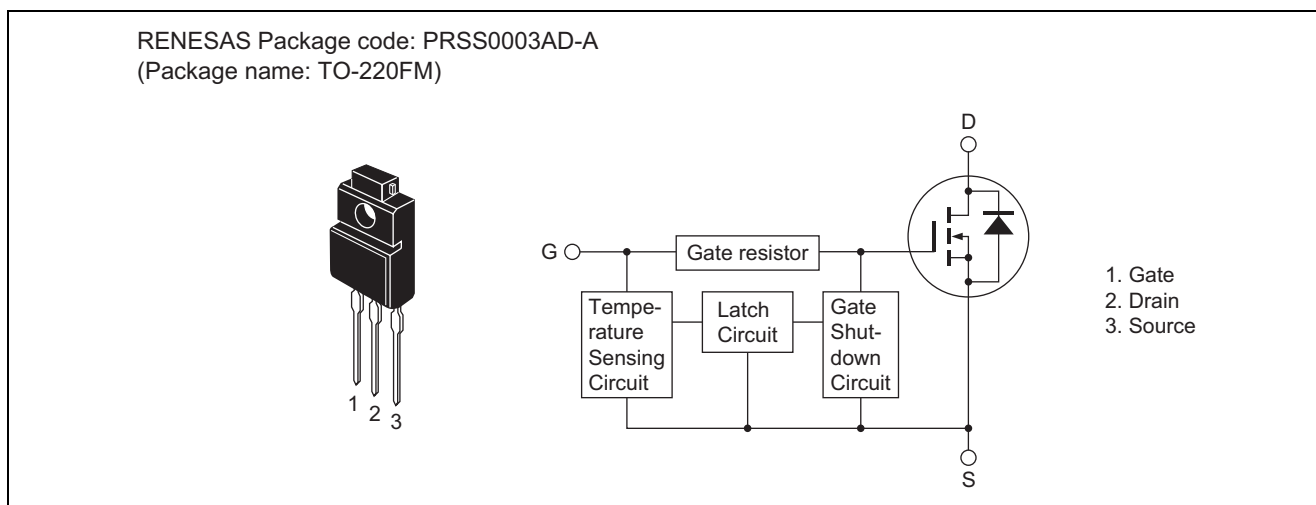 RENESAS Package code: PRSS0003AD-A
(Package name: TO-220FM)
1
2
3
D
G
Gate resistor
Tempe-
rature
Sensing
Circuit
Latch
Circuit
Gate
Shut-
down
Circuit
S
1. Gate
2. Drain
3. Source